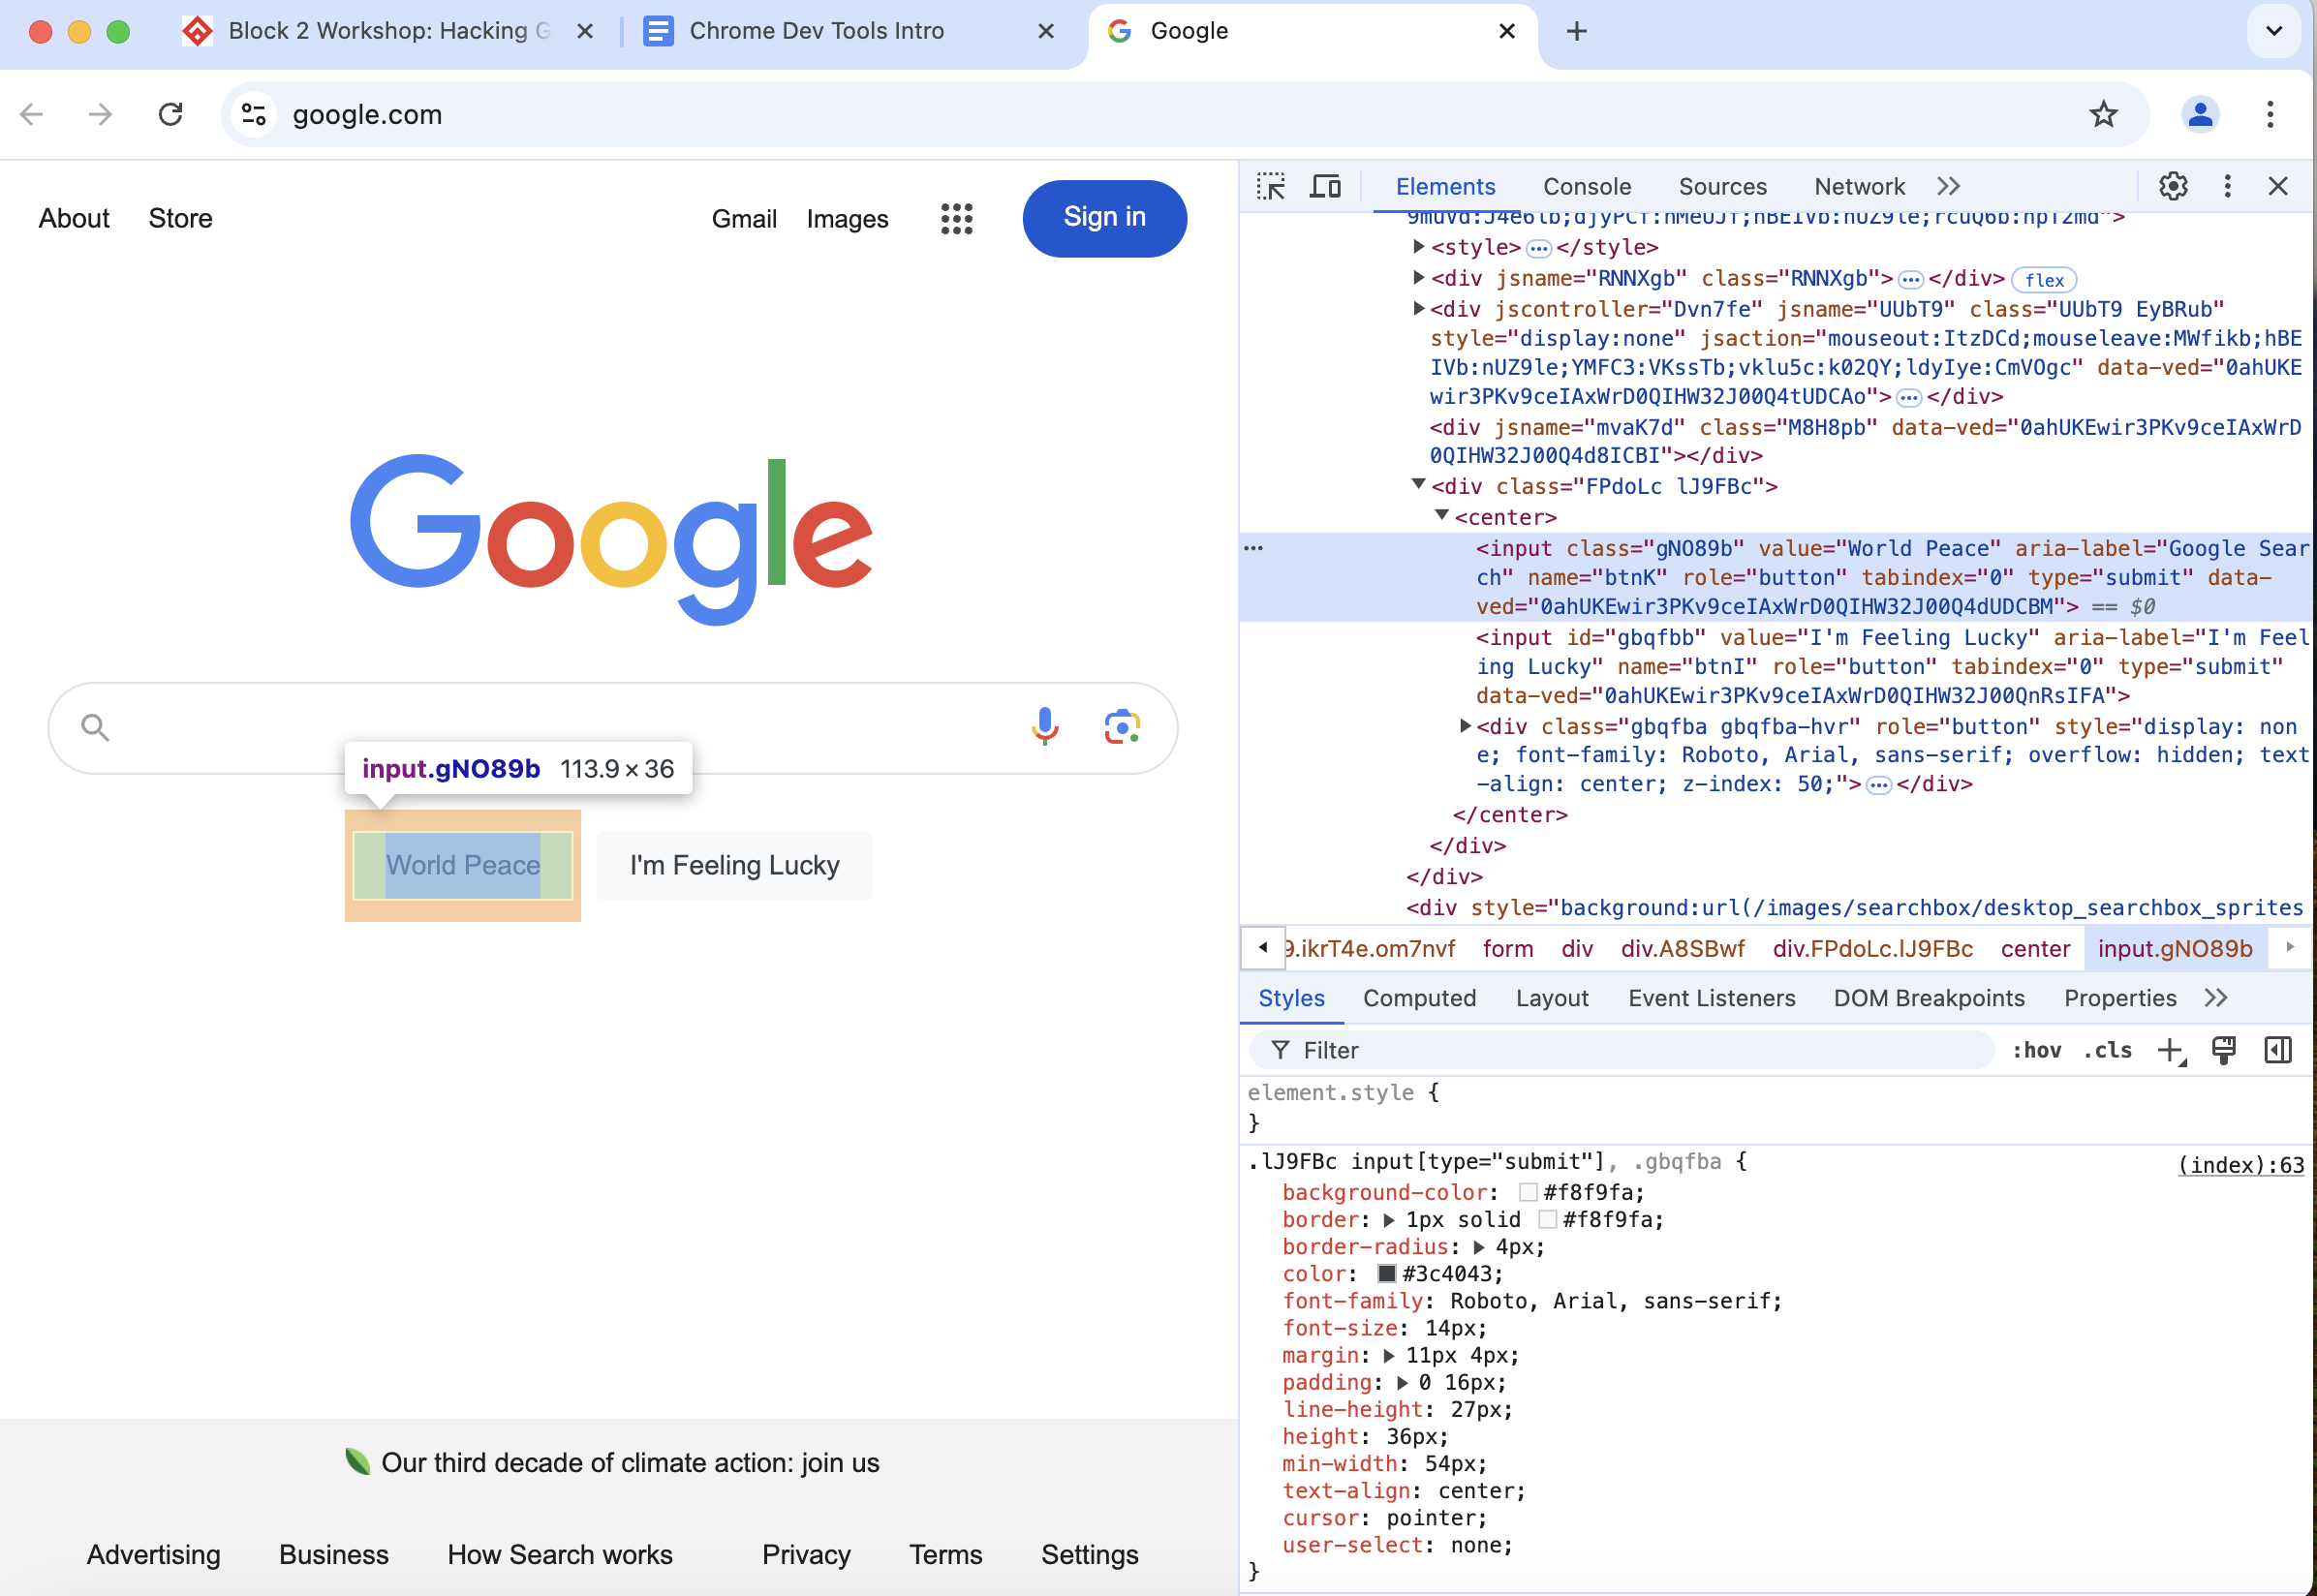 Block 2 Workshop: Hacking G
Chrome Dev Tools Intro
Google
google.com
About
Store
Gmail
Images
Sign in
Google
input.gNO89b 113.9 × 36
World Peace
I'm Feeling Lucky
Our third decade of climate action: join us
Advertising
Business
How Search works
Privacy
Terms
Settings
Elements
Console
Sources
Network
<style>…</style>
<div jsname="RNNXgb" class="RNNXgb">…</div> flex
<div jscontroller="Dvn7fe" jsname="UUbT9" class="UUbT9 EyBRub"
style="display:none" jsaction="mouseout:ItzDCd;mouseleave:MWfikb;hBE
IVb:nUZ9le;YMFC3:VKssTb;vklu5c:k02QY;ldyIye:CmVOgc" data-ved="0ahUKE
wir3PKv9ceIAxWrD0QIHW32J00Q4tUDCAo">…</div>
<div jsname="mvaK7d" class="M8H8pb" data-ved="0ahUKEwir3PKv9ceIAxWrD
0QIHW32J00Q4d8ICBI"></div>
<div class="FPdoLc lJ9FBc">
<center>
<input class="gNO89b" value="World Peace" aria-label="Google Sear
ch" name="btnK" role="button" tabindex="0" type="submit" data-
ved="0ahUKEwir3PKv9ceIAxWrD0QIHW32J00Q4dUDCBM"> == $0
<input id="gbqfbb" value="I'm Feeling Lucky" aria-label="I'm Feel
ing Lucky" name="btnI" role="button" tabindex="0" type="submit"
data-ved="0ahUKEwir3PKv9ceIAxWrD0QIHW32J00QnRsIFA">
<div class="gbqfba gbqfba-hvr" role="button" style="display: non
e; font-family: Roboto, Arial, sans-serif; overflow: hidden; text
-align: center; z-index: 50;">…</div>
</center>
</div>
</div>
<div style="background:url(/images/searchbox/desktop_searchbox_sprites
9.ikrT4e.om7nvf form div div.A8SBwf div.FPdoLc.lJ9FBc center input.gNO89b
Styles
Computed
Layout
Event Listeners
DOM Breakpoints
Properties
Filter
:hov .cls
element.style {
}
.lJ9FBc input[type="submit"], .gbqfba {
(index):63
background-color: #f8f9fa;
border: 1px solid #f8f9fa;
border-radius: 4px;
color: #3c4043;
font-family: Roboto, Arial, sans-serif;
font-size: 14px;
margin: 11px 4px;
padding: 0 16px;
line-height: 27px;
height: 36px;
min-width: 54px;
text-align: center;
cursor: pointer;
user-select: none;
}